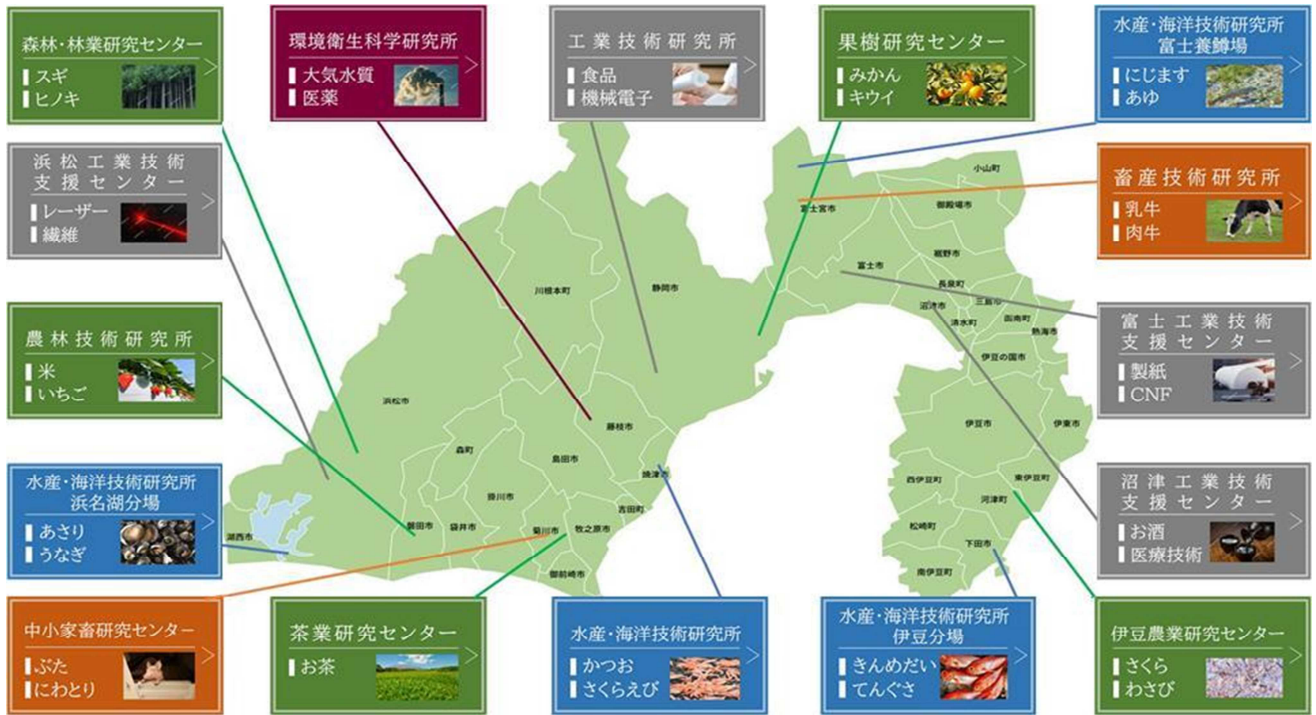 森林・林業研究センター
スギ
ヒノキ
環境衛生科学研究所
大気水質
医薬
工業技術研究所
食品
機械電子
果樹研究センター
みかん
キウイ
水産・海洋技術研究所
富士養鱒場
にじます
あゆ
浜松工業技術
支援センター
レーザー
繊維
畜産技術研究所
乳牛
肉牛
農林技術研究所
米
いちご
富士工業技術
支援センター
製紙
CNF
水産・海洋技術研究所
浜名湖分場
あさり
うなぎ
沼津工業技術
支援センター
お酒
医療技術
中小家畜研究センター
ぶた
にわとり
茶業研究センター
お茶
水産・海洋技術研究所
かつお
さくらえび
水産・海洋技術研究所
伊豆分場
きんめだい
てんぐさ
伊豆農業研究センター
さくら
わさび
小山町
御殿場市
富士宮市
裾野市
富士市
長泉町
三島市
沼津市
清水町
函南町
熱海市
伊豆の国市
川根本町
静岡市
浜松市
藤枝市
森町
島田市
焼津市
掛川市
吉田町
湖西市
磐田市
袋井市
菊川市
牧之原市
御前崎市
伊豆市
伊東市
西伊豆町
東伊豆町
河津町
松崎町
下田市
南伊豆町